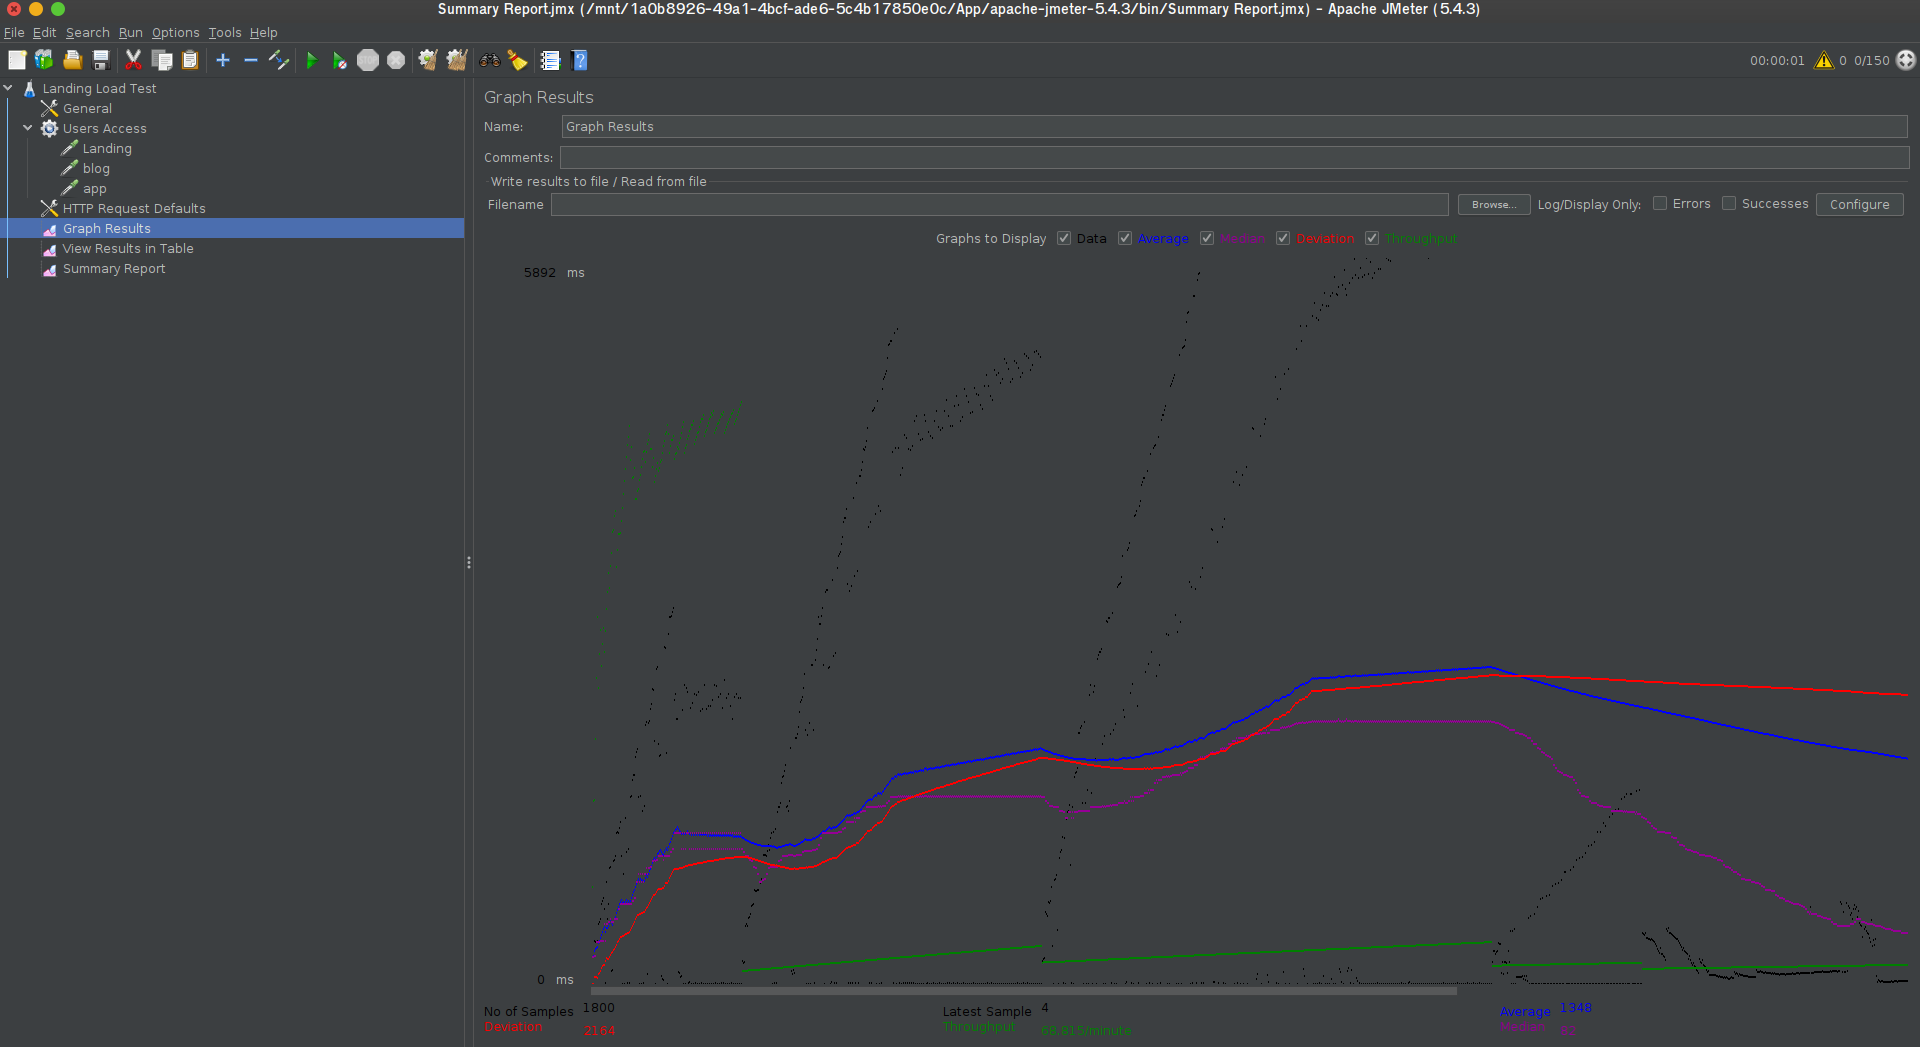 Summary Report.jmx (/mnt/1a0b8926-49a1-4bcf-ade6-5c4b17850e0c/App/apache-jmeter-5.4.3/bin/Summary Report.jmx) - Apache JMeter (5.4.3)
File Edit Search Run Options Tools Help
00:00:01 0 0/150
Landing Load Test
General
Users Access
Landing
blog
app
HTTP Request Defaults
Graph Results
View Results in Table
Summary Report
Graph Results
Name: Graph Results
Comments:
Write results to file / Read from file
Filename Browse... Log/Display Only: Errors Successes Configure
Graphs to Display Data Average Median Deviation Throughput
5892 ms
0 ms
No of Samples 1800 Latest Sample 4 Average 1348
Deviation 2164 Throughput 68.815/minute Median